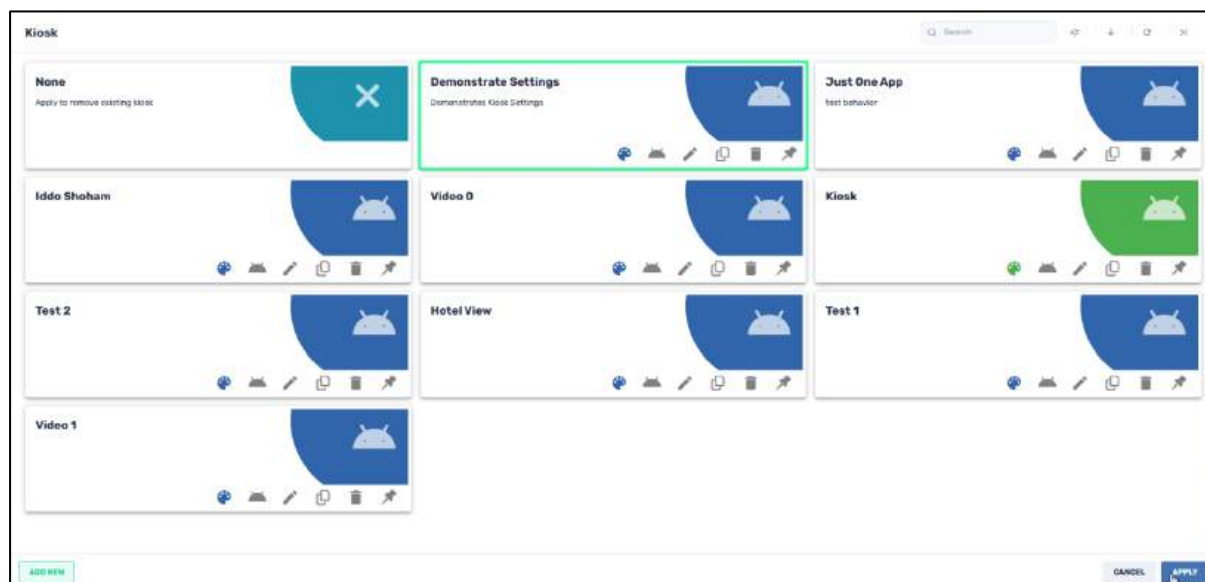 Kiosk
Search
None
Apply to remove existing kiosk
Demonstrate Settings
Demonstrates Kiosk Settings
Just One App
test behavior
Iddo Shoham
Video 0
Kiosk
Test 2
Hotel View
Test 1
Video 1
ADD NEW
CANCEL
APPLY